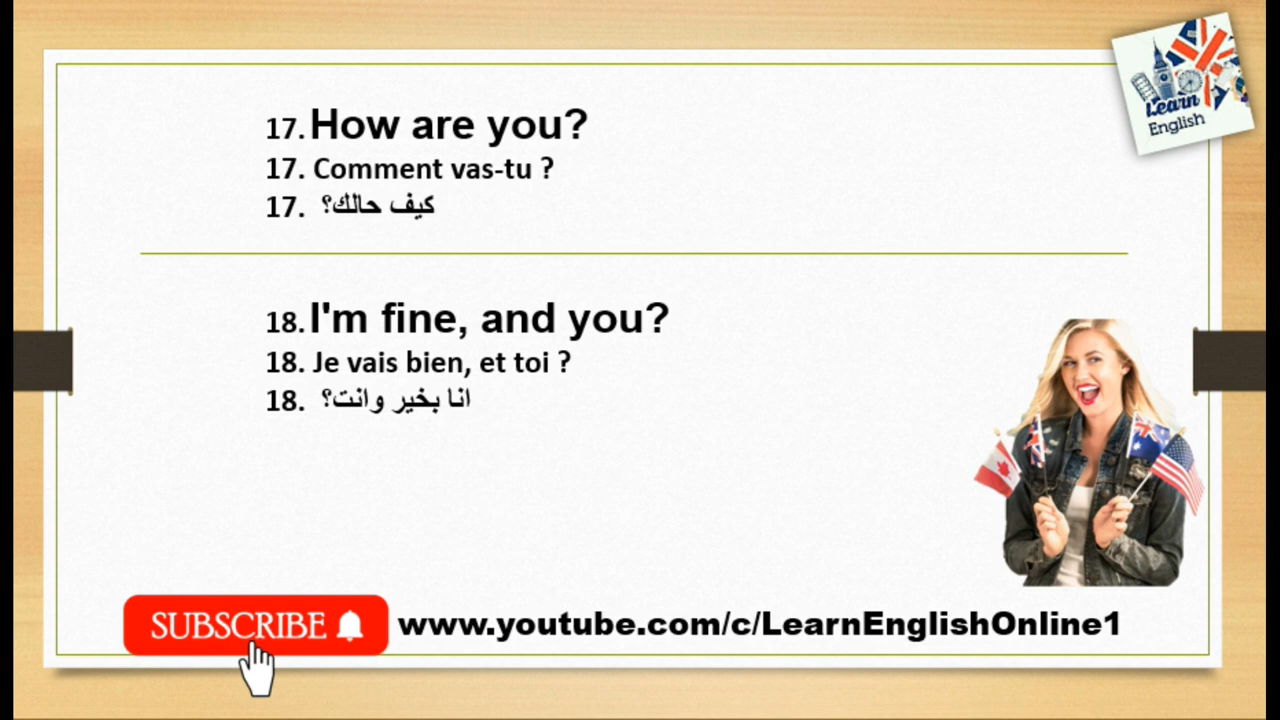 Learn
English
17. How are you?
17. Comment vas-tu ?
17. كيف حالك؟
18. I'm fine, and you?
18. Je vais bien, et toi ?
18. انا بخير وانت؟
SUBSCRIBE
www.youtube.com/c/LearnEnglishOnline1